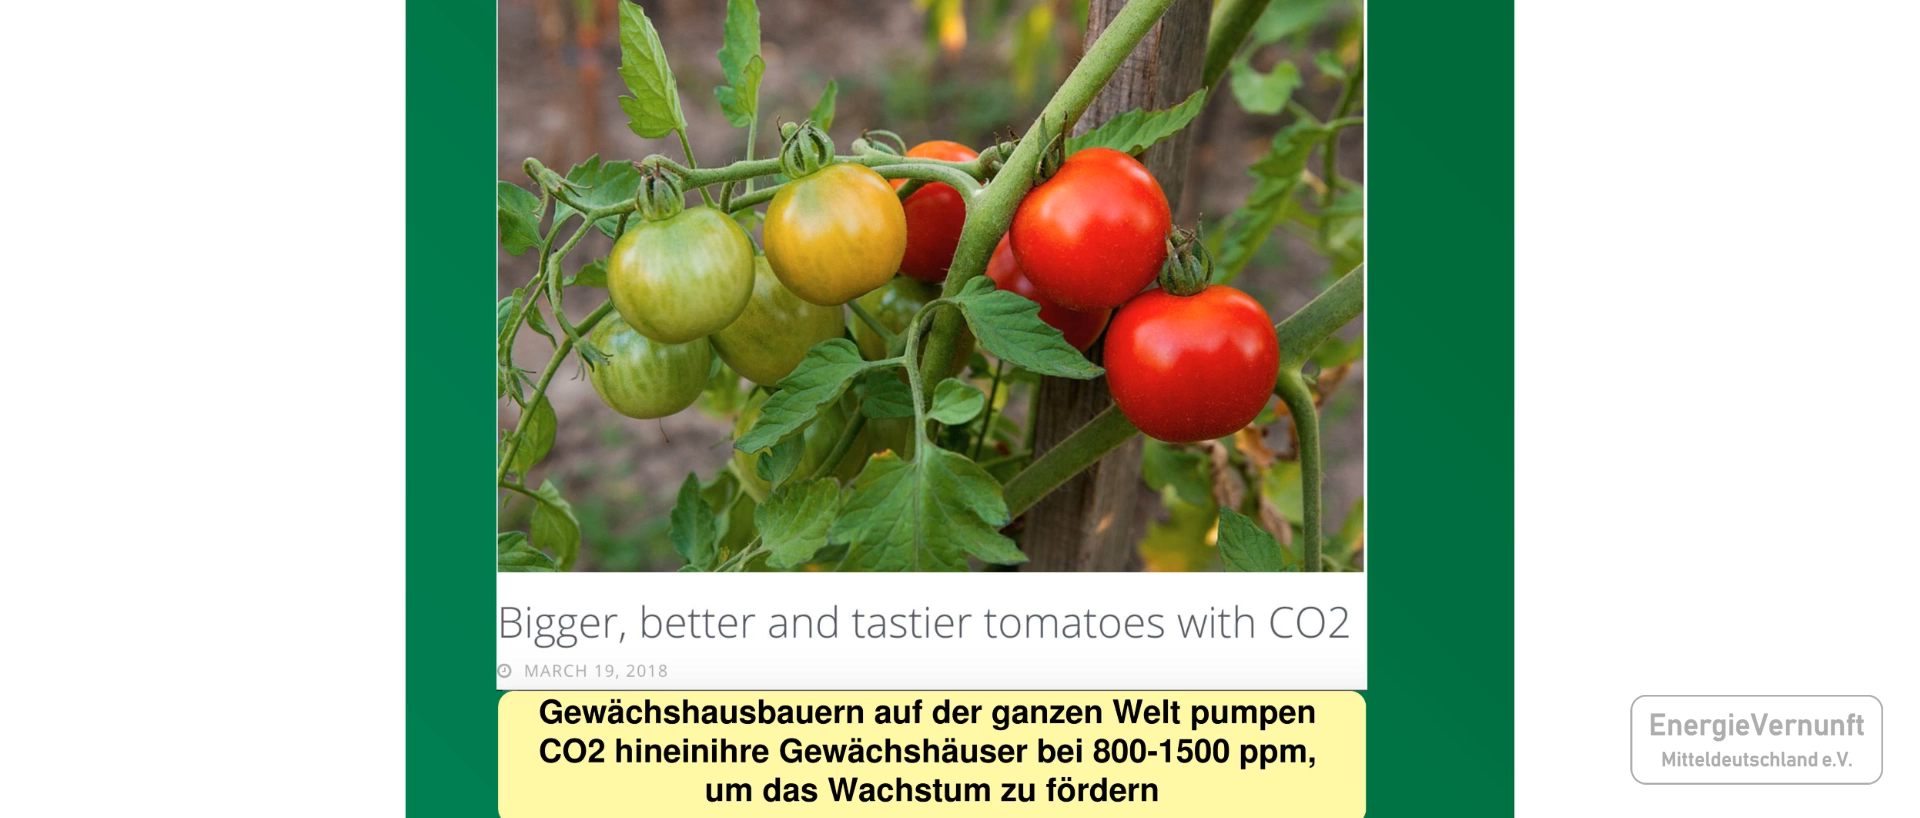 Bigger, better and tastier tomatoes with CO2
MARCH 19, 2018
Gewächshausbauern auf der ganzen Welt pumpen
CO2 hineinihre Gewächshäuser bei 800-1500 ppm,
um das Wachstum zu fördern
EnergieVernunft
Mitteldeutschland e.V.